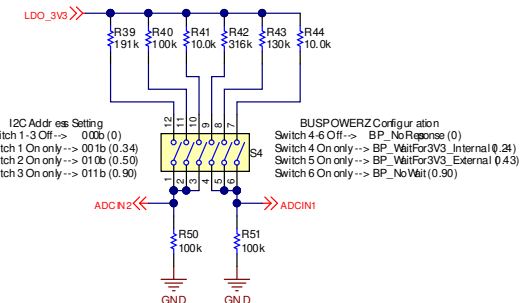 LDO_3V3
R39 R40 R41 R42 R43 R44
191k 100k 10.0k 316k 130k 10.0k
12 11 10 9 8 7
I2C Address Setting
itch 1-3 Off--> 000b (0)
itch 1 On only --> 001b (0.34)
itch 2 On only --> 010b (0.50)
itch 3 On only --> 011b (0.90)
S4
BUSPOWERZ Configuration
Switch 4-6 Off--> BP_NoResponse (0)
Switch 4 On only --> BP_WaitFor3V3_Internal (0.24)
Switch 5 On only --> BP_WaitFor3V3_External (0.43)
Switch 6 On only --> BP_NoWait (0.90)
1 2 3 4 5 6
ADCIN2
ADCIN1
R50
100k
R51
100k
GND
GND